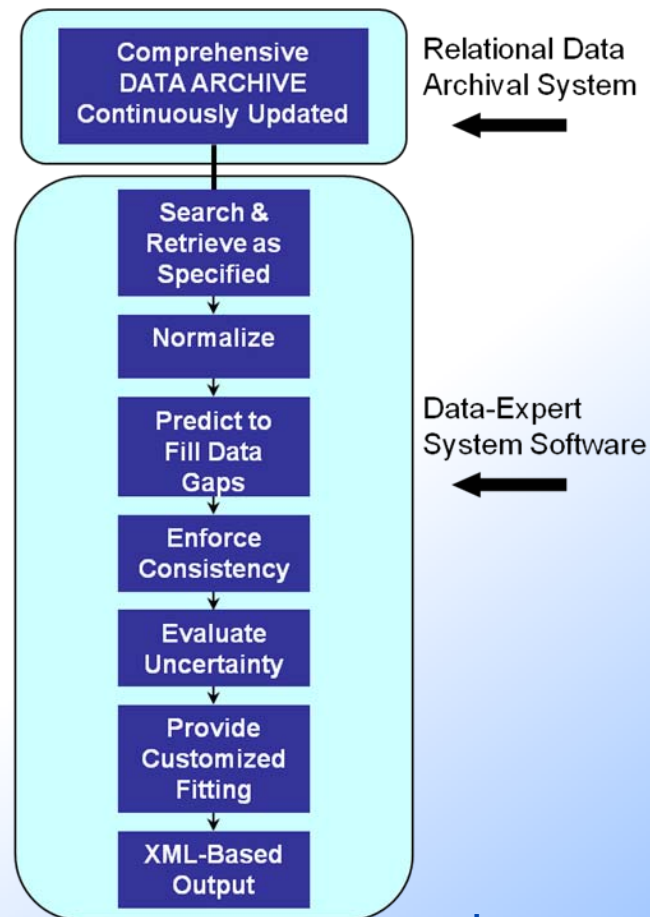 Comprehensive
DATA ARCHIVE
Continuously Updated
Relational Data
Archival System
Search &
Retrieve as
Specified
Normalize
Predict to
Fill Data
Gaps
Data-Expert
System Software
Enforce
Consistency
Evaluate
Uncertainty
Provide
Customized
Fitting
XML-Based
Output